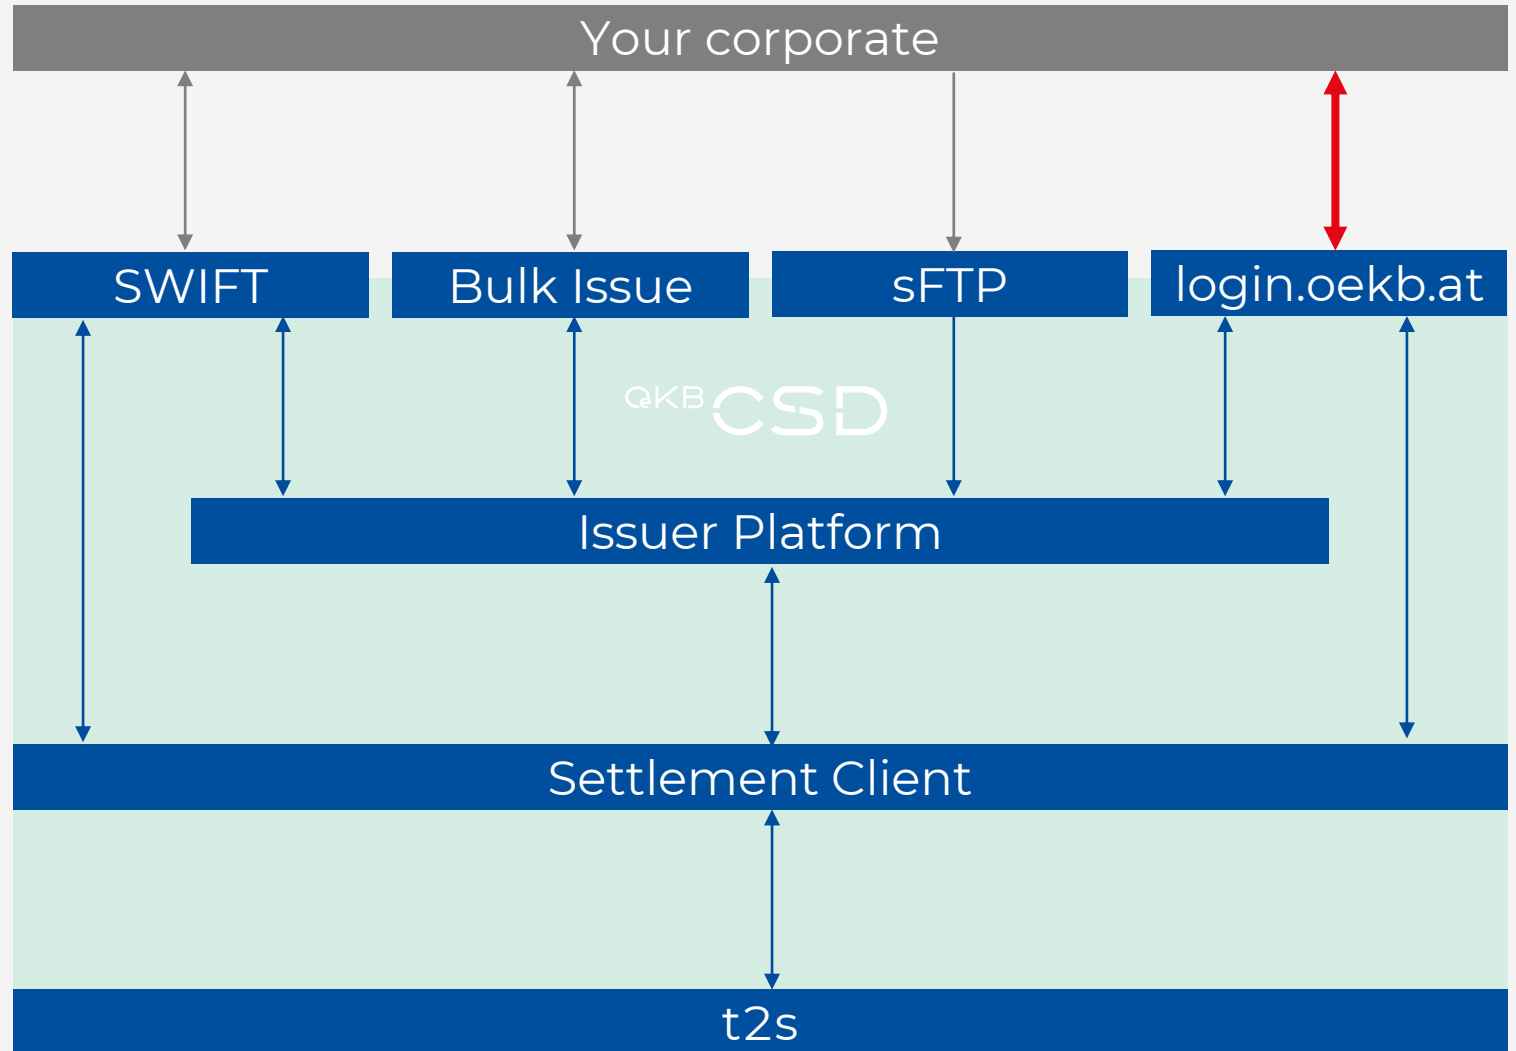 Your corporate
SWIFT
Bulk Issue
sFTP
login.oekb.at
OeKB CSD
Issuer Platform
Settlement Client
t2s